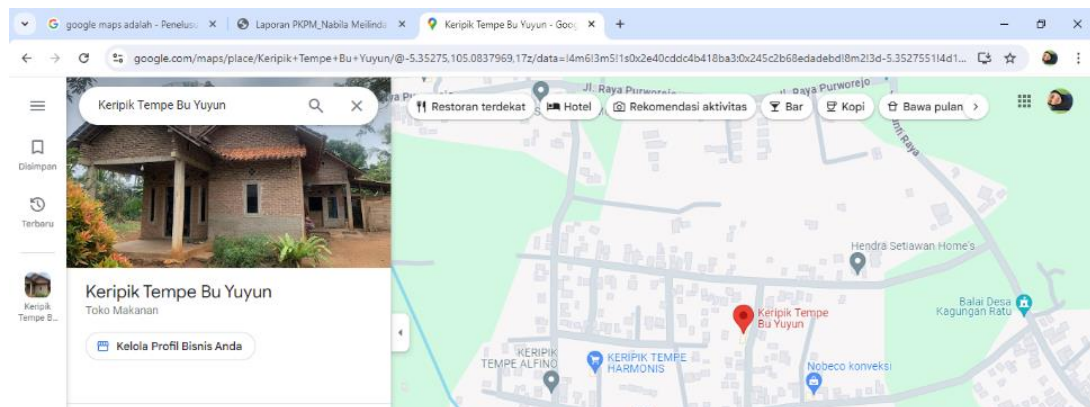 google maps adalah - Penelusu
Laporan PKPM_Nabila Meilinda
Keripik Tempe Bu Yuyun - Goog
google.com/maps/place/Keripik+Tempe+Bu+Yuyun/@-5.35275,105.0837969,17z/data=!4m6!3m5!1s0x2e40cddc4b418ba3:0x245c2b68edadebd!8m2!3d-5.3527551!4d1...
Keripik Tempe Bu Yuyun
Restoran terdekat
Hotel
Rekomendasi aktivitas
Bar
Kopi
Bawa pulan
Jl. Raya Purworejo
Raya Purworejo
Raya
Disimpan
Terbaru
Keripik
Tempe B...
Keripik Tempe Bu Yuyun
Toko Makanan
Kelola Profil Bisnis Anda
Hendra Setiawan Home's
Balai Desa
Kagungan Ratu
Keripik Tempe
Bu Yuyun
KERIPIK
TEMPE ALFINO
KERIPIK TEMPE
HARMONIS
Nobeco konveksi